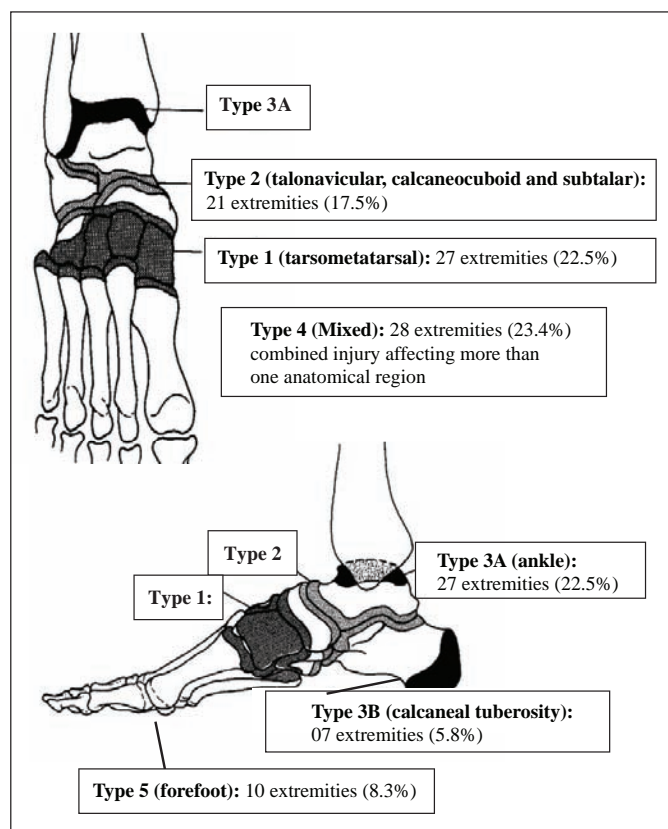 Type 3A
Type 2 (talonavicular, calcaneocuboid and subtalar):
21 extremities (17.5%)
Type 1 (tarsometatarsal): 27 extremities (22.5%)
Type 4 (Mixed): 28 extremities (23.4%)
combined injury affecting more than
one anatomical region
Type 2
Type 3A (ankle):
27 extremities (22.5%)
Type 1:
Type 3B (calcaneal tuberosity):
07 extremities (5.8%)
Type 5 (forefoot): 10 extremities (8.3%)